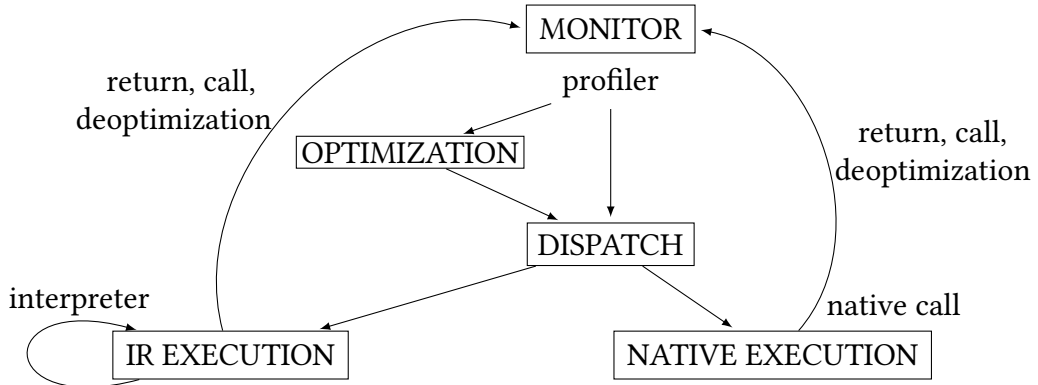 MONITOR
profiler
return, call,
deoptimization
OPTIMIZATION
return, call,
deoptimization
DISPATCH
interpreter
native call
IR EXECUTION
NATIVE EXECUTION